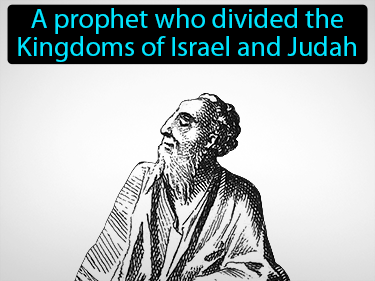 A prophet who divided the
Kingdoms of Israel and Judah